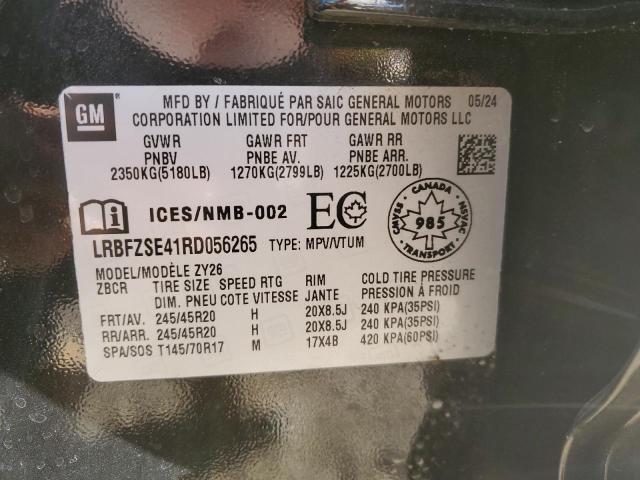 GM
MFD BY / FABRIQUÉ PAR SAIC GENERAL MOTORS 05/24
CORPORATION LIMITED FOR/POUR GENERAL MOTORS LLC
GVWR GAWR FRT GAWR RR
PNBV PNBE AV. PNBE ARR.
2350KG(5180LB) 1270KG(2799LB) 1225KG(2700LB)
ICES/NMB-002 EC
CANADA
CMVSS 985 NSVAC
TRANSPORT
LRBFZSE41RD056265 TYPE: MPV/VTUM
MODEL/MODÈLE ZY26
ZBCR TIRE SIZE SPEED RTG RIM COLD TIRE PRESSURE
DIM. PNEU COTE VITESSE JANTE PRESSION À FROID
FRT/AV. 245/45R20 H 20X8.5J 240 KPA(35PSI)
RR/ARR. 245/45R20 H 20X8.5J 240 KPA(35PSI)
SPA/SOS T145/70R17 M 17X4B 420 KPA(60PSI)